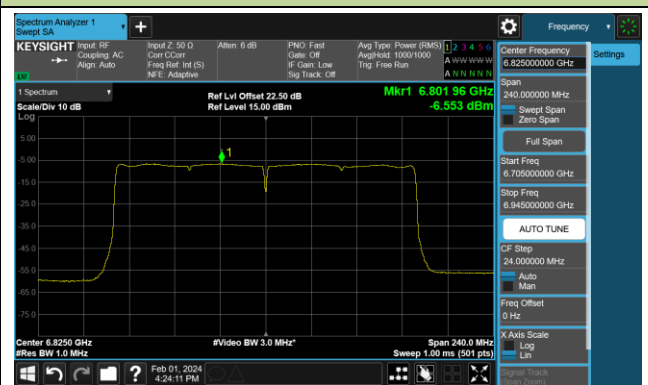 Spectrum Analyzer 1
Swept SA
+
Frequency
KEYSIGHT
Input: RF
Coupling: AC
Align: Auto
Input Z: 50 Ω
Corr CCorr
Freq Ref: Int (S)
NFE: Adaptive
Atten: 6 dB
PNO: Fast
Gate: Off
IF Gain: Low
Sig Track: Off
Avg Type: Power (RMS)
Avg|Hold: 1000/1000
Trig: Free Run
1 2 3 4 5 6
A W W W W W
A N N N N N
LXI
1 Spectrum
Scale/Div 10 dB
Ref Lvl Offset 22.50 dB
Ref Level 15.00 dBm
Mkr1 6.801 96 GHz
-6.553 dBm
Log
5.00
-5.00
-15.0
-25.0
-35.0
-45.0
-55.0
-65.0
-75.0
1
Center 6.8250 GHz
#Res BW 1.0 MHz
#Video BW 3.0 MHz*
Span 240.0 MHz
Sweep 1.00 ms (501 pts)
Feb 01, 2024
4:24:11 PM
?
Center Frequency
6.825000000 GHz
Span
240.000000 MHz
Swept Span
Zero Span
Full Span
Start Freq
6.705000000 GHz
Stop Freq
6.945000000 GHz
AUTO TUNE
CF Step
24.000000 MHz
Auto
Man
Freq Offset
0 Hz
X Axis Scale
Log
Lin
Signal Track
(Span Zoom)
Settings